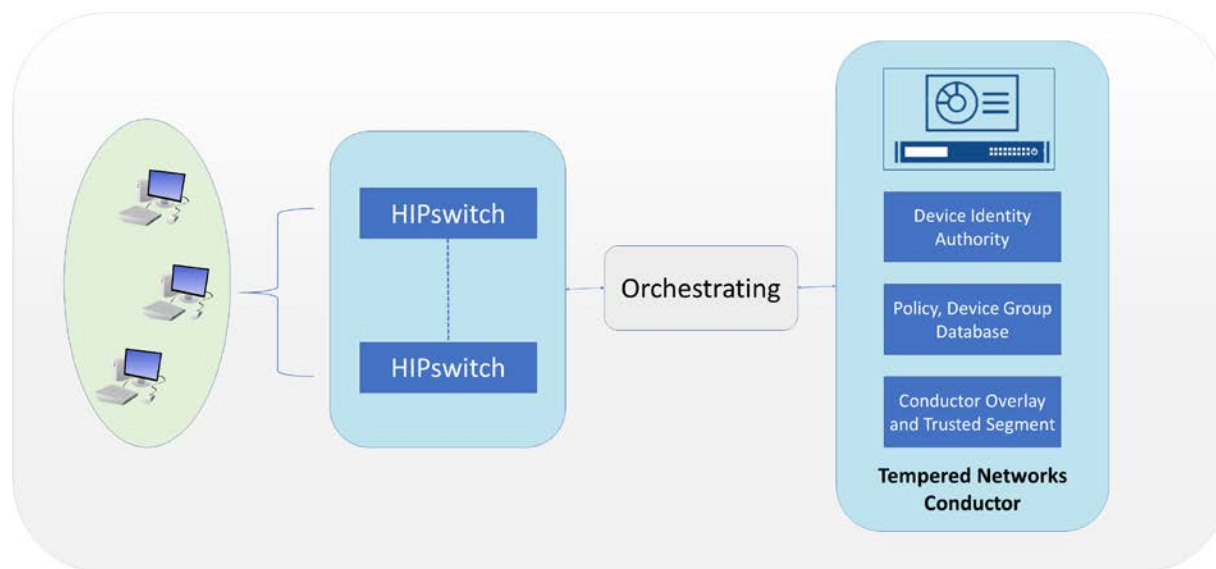 HIPswitch
HIPswitch
Orchestrating
Device Identity
Authority
Policy, Device Group
Database
Conductor Overlay
and Trusted Segment
Tempered Networks
Conductor